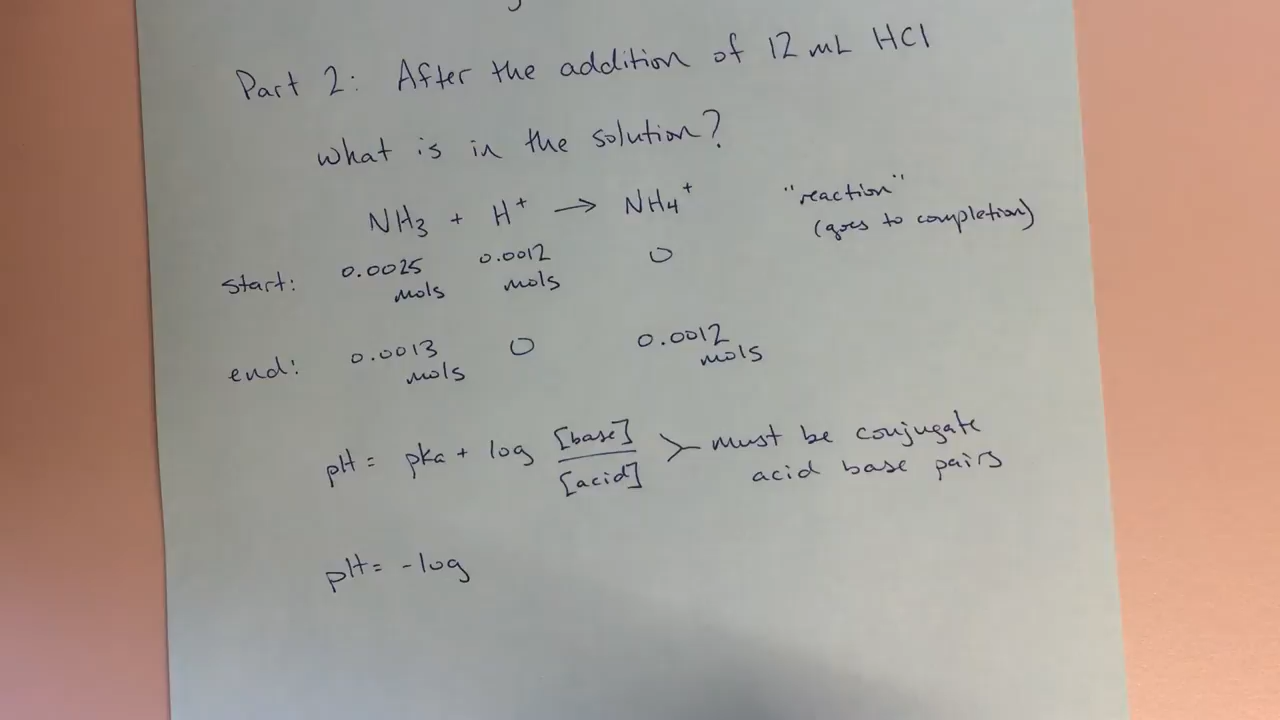 Part 2: After the addition of 12 mL HCl
what is in the solution?
NH3 + H+ → NH4+ "reaction"
(goes to completion)
start: 0.0025 mols 0.0012 mols 0
end: 0.0013 mols 0 0.0012 mols
pH = pka + log [base]/[acid] > must be conjugate
acid base pairs
pH = -log